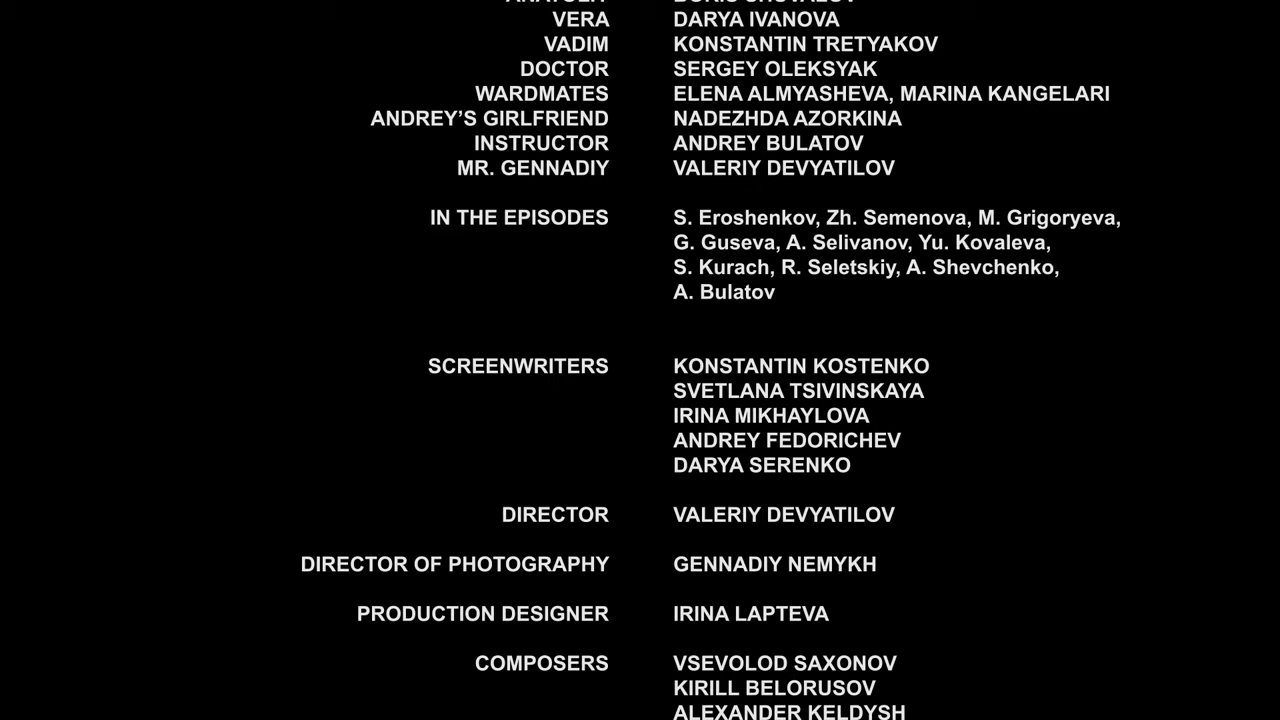 VERA DARYA IVANOVA
VADIM KONSTANTIN TRETYAKOV
DOCTOR SERGEY OLEKSYAK
WARDMATES ELENA ALMYASHEVA, MARINA KANGELARI
ANDREY’S GIRLFRIEND NADEZHDA AZORKINA
INSTRUCTOR ANDREY BULATOV
MR. GENNADIY VALERIY DEVYATILOV
IN THE EPISODES S. Eroshenkov, Zh. Semenova, M. Grigoryeva,
G. Guseva, A. Selivanov, Yu. Kovaleva,
S. Kurach, R. Seletskiy, A. Shevchenko,
A. Bulatov
SCREENWRITERS KONSTANTIN KOSTENKO
SVETLANA TSIVINSKAYA
IRINA MIKHAYLOVA
ANDREY FEDORICHEV
DARYA SERENKO
DIRECTOR VALERIY DEVYATILOV
DIRECTOR OF PHOTOGRAPHY GENNADIY NEMYKH
PRODUCTION DESIGNER IRINA LAPTEVA
COMPOSERS VSEVOLOD SAXONOV
KIRILL BELORUSOV
ALEXANDER KELDYSH